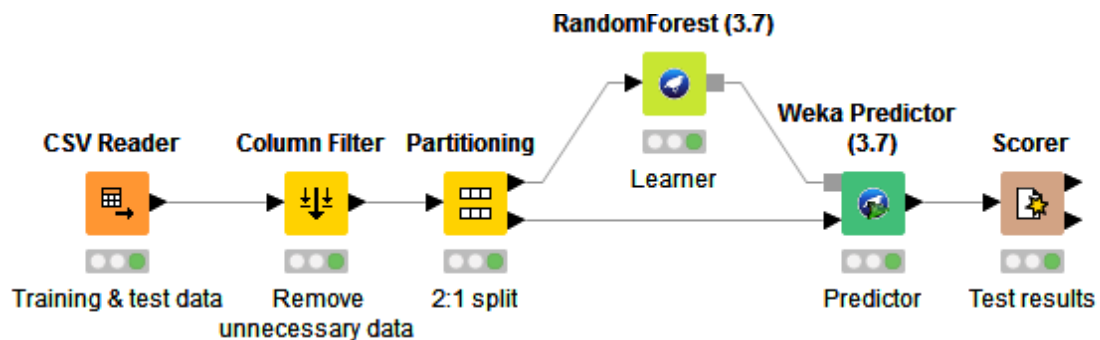 RandomForest (3.7)
Learner
CSV Reader
Training & test data
Column Filter
Remove
unnecessary data
Partitioning
2:1 split
Weka Predictor
(3.7)
Predictor
Scorer
Test results